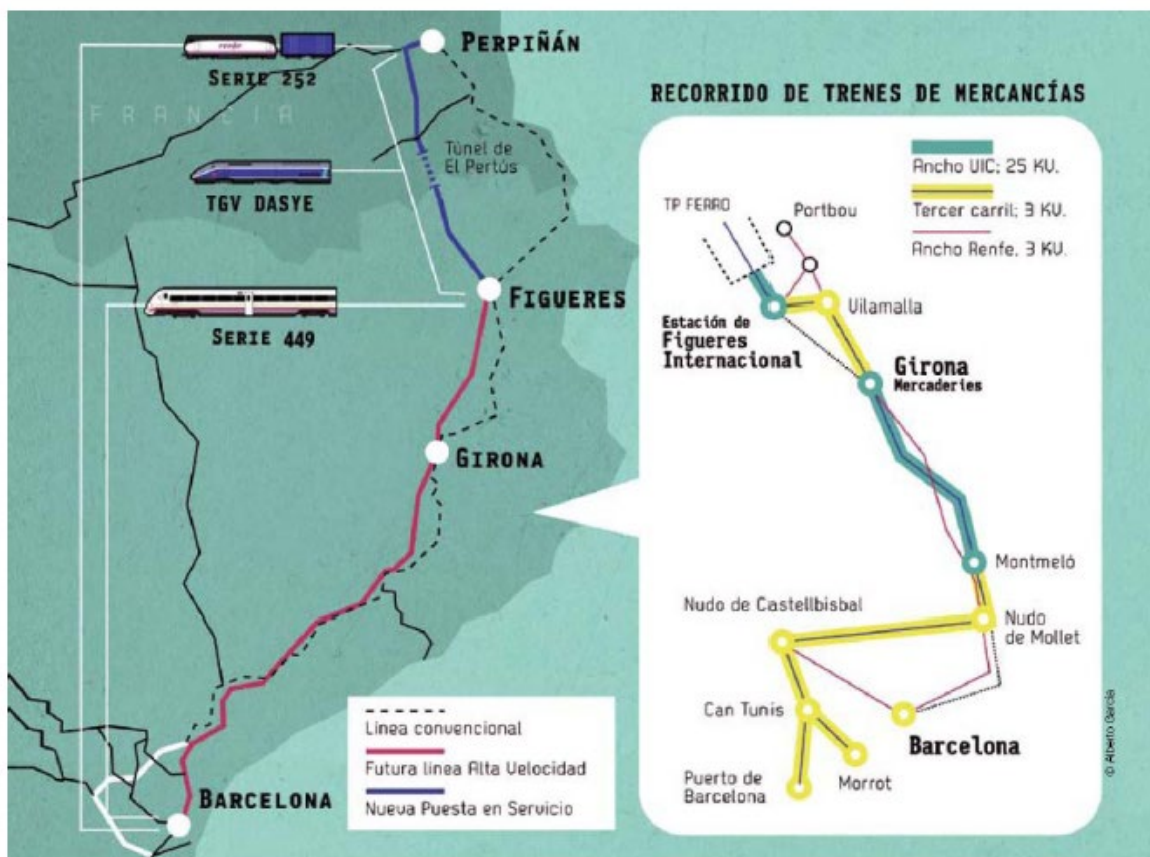 PERPIÑÁN
renfe
SERIE 252
FRANCIA
Túnel de
El Pertús
TGV DASYE
FIGUERES
SERIE 449
GIRONA
BARCELONA
Línea convencional
Futura línea Alta Velocidad
Nueva Puesta en Servicio
RECORRIDO DE TRENES DE MERCANCÍAS
Ancho UIC; 25 KV.
Tercer carril; 3 KV.
Ancho Renfe, 3 KV.
TP FERRO
Portbou
Vilamalla
Estación de
Figueres
Internacional
Girona
Mercaderies
Montmeló
Nudo de Castellbisbal
Nudo
de Mollet
Can Tunis
Barcelona
Puerto de
Barcelona
Morrot
© Alberto García